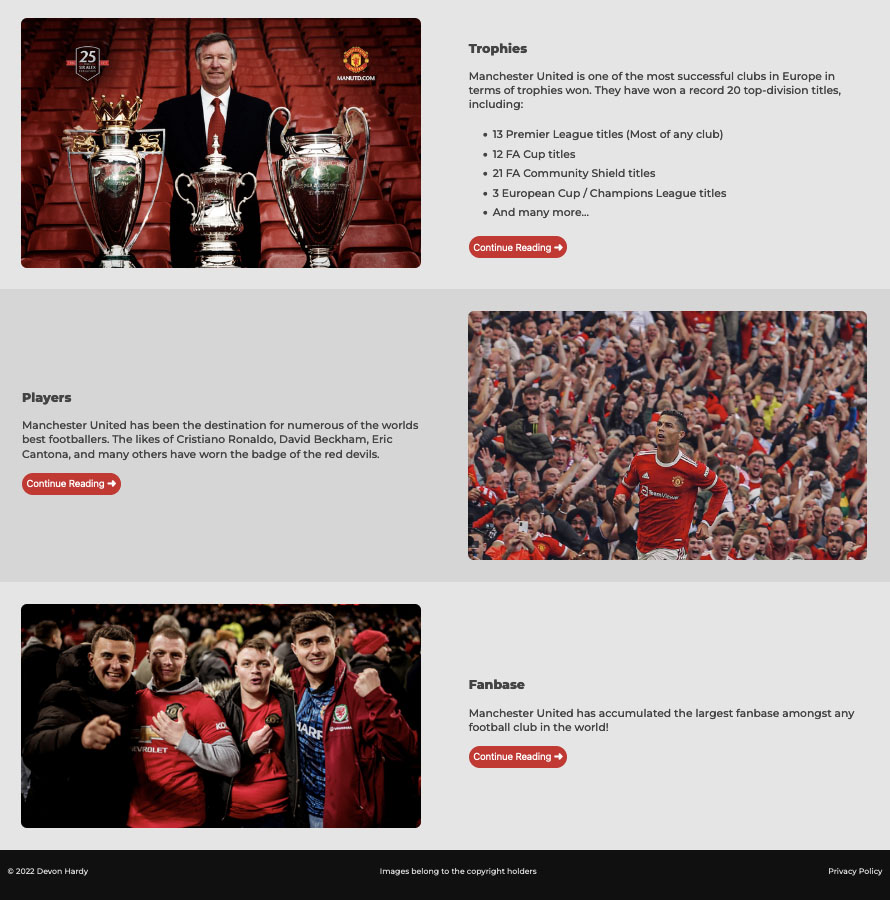 25
SIR ALEX
MANUTD.COM
Trophies
Manchester United is one of the most successful clubs in Europe in
terms of trophies won. They have won a record 20 top-division titles,
including:
• 13 Premier League titles (Most of any club)
• 12 FA Cup titles
• 21 FA Community Shield titles
• 3 European Cup / Champions League titles
• And many more...
Continue Reading ➜
Players
Manchester United has been the destination for numerous of the worlds
best footballers. The likes of Cristiano Ronaldo, David Beckham, Eric
Cantona, and many others have worn the badge of the red devils.
Continue Reading ➜
TeamViewer
CHEVROLET
KO
HARP
Fanbase
Manchester United has accumulated the largest fanbase amongst any
football club in the world!
Continue Reading ➜
© 2022 Devon Hardy
Images belong to the copyright holders
Privacy Policy